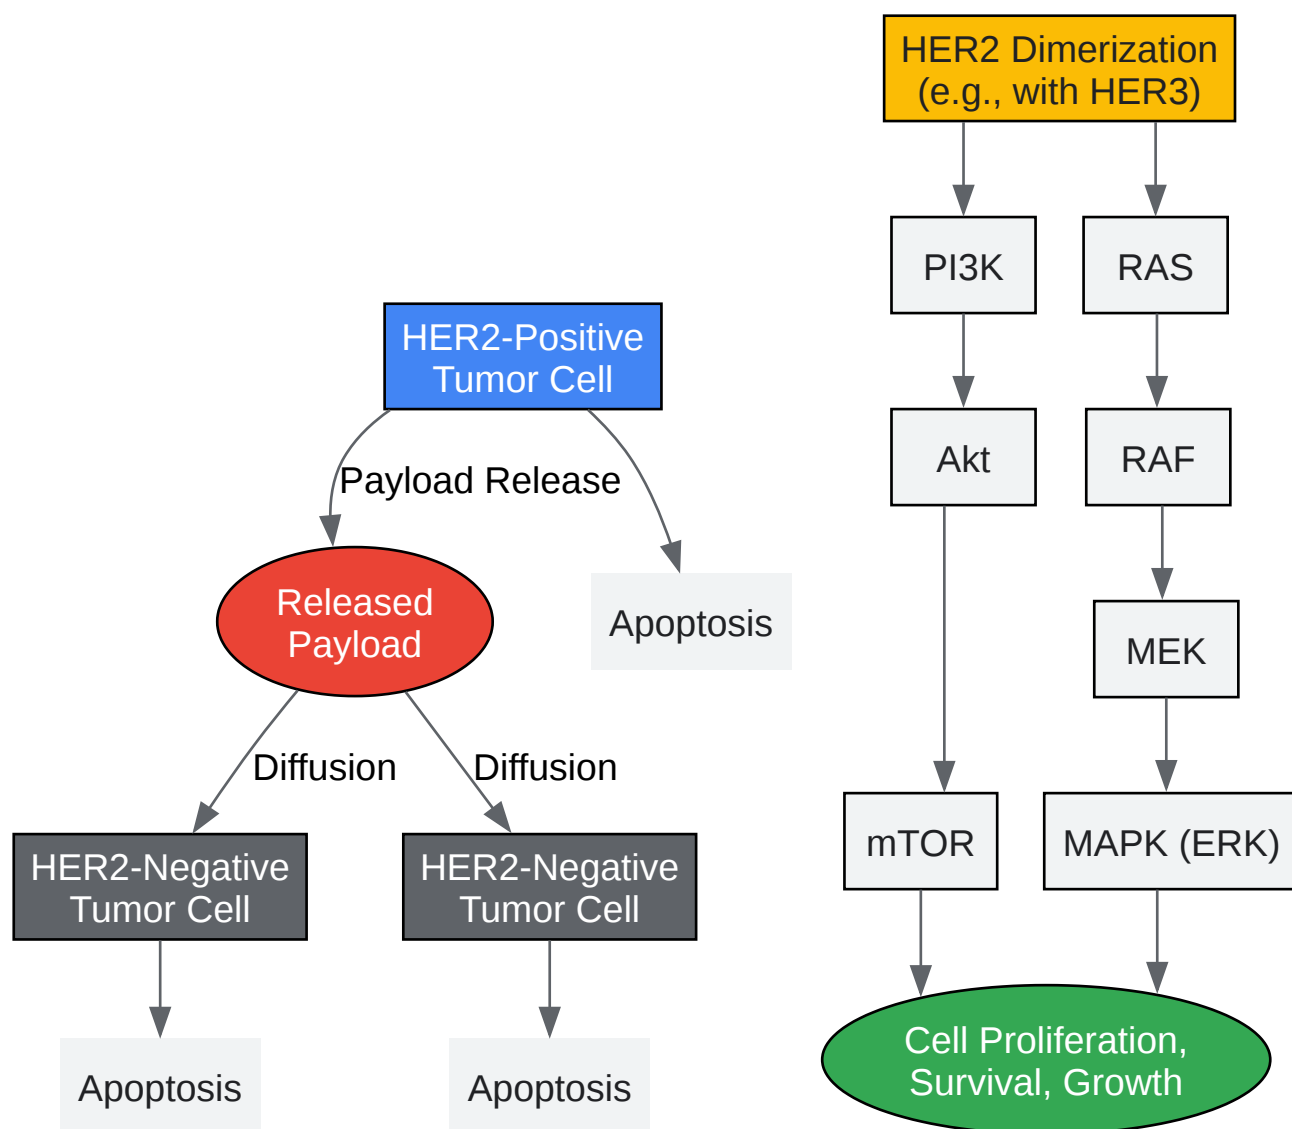 HER2-Positive
Tumor Cell
Payload Release
Released
Payload
Apoptosis
Diffusion
Diffusion
HER2-Negative
Tumor Cell
HER2-Negative
Tumor Cell
Apoptosis
Apoptosis
HER2 Dimerization
(e.g., with HER3)
PI3K
RAS
Akt
RAF
MEK
mTOR
MAPK (ERK)
Cell Proliferation,
Survival, Growth